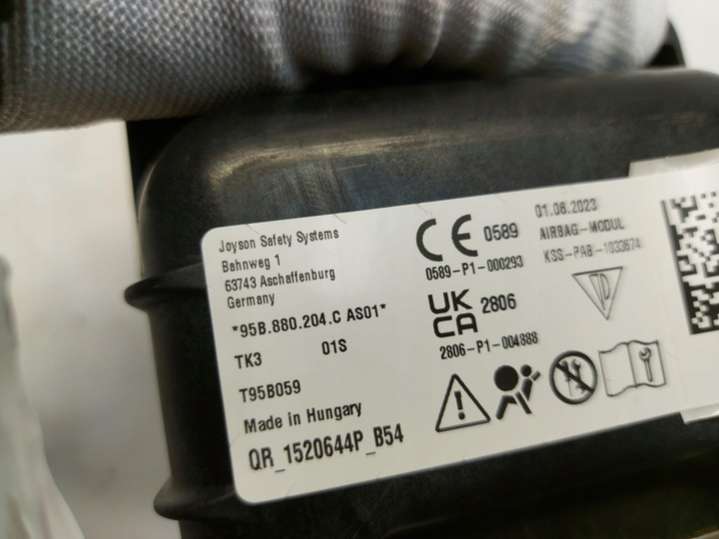 Joyson Safety Systems
Bahnweg 1
63743 Aschaffenburg
Germany
*95B.880.204.C AS01*
TK3 01S
T95B059
Made in Hungary
QR_1520644P_B54
CE 0589
0589-P1-000293
UK
CA 2806
2806-P1-004888
01.08.2023
AIRBAG-MODUL
KSS-PAB-1033674